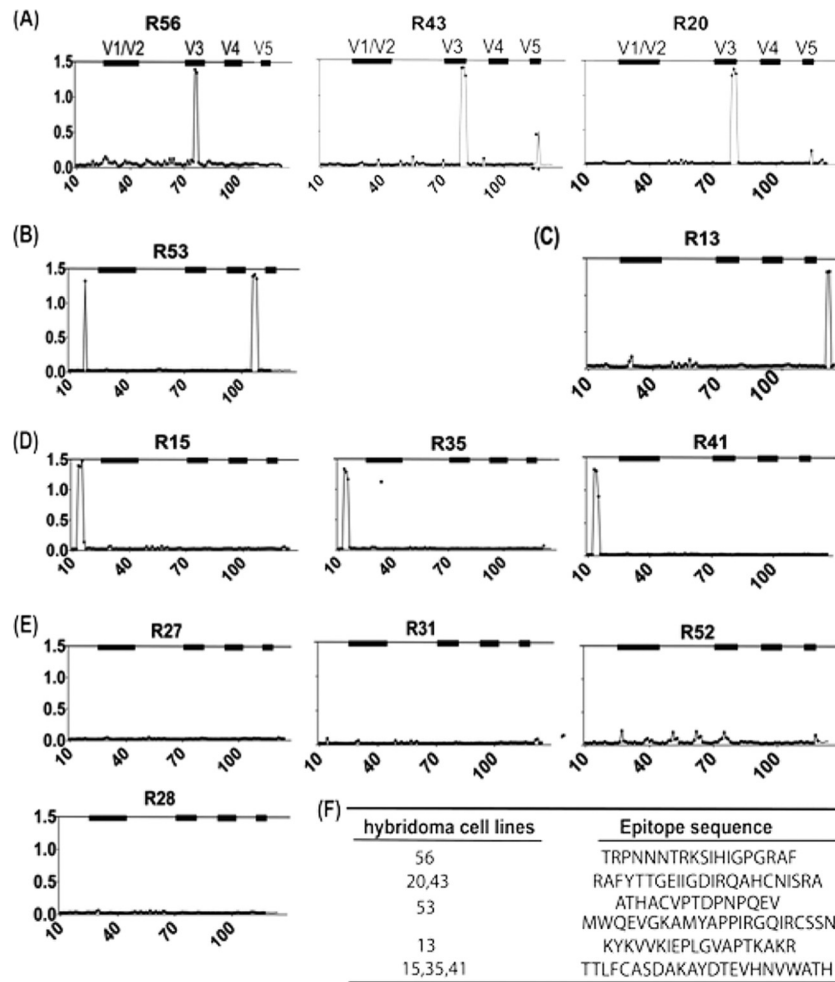 (A)
R56
R43
R20
V1/V2 V3 V4 V5
V1/V2 V3 V4 V5
V1/V2 V3 V4 V5
1.5
1.0
0.5
0.0
10 40 70 100
10 40 70 100
10 40 70 100
(B)
R53
(C)
R13
1.5
1.0
0.5
0.0
10 40 70 100
10 40 70 100
(D)
R15
R35
R41
1.5
1.0
0.5
0.0
10 40 70 100
10 40 70 100
10 40 70 100
(E)
R27
R31
R52
1.5
1.0
0.5
0.0
10 40 70 100
10 40 70 100
10 40 70 100
R28
1.5
1.0
0.5
0.0
10 40 70 100
(F)
hybridoma cell lines Epitope sequence
56 TRPNNNTRKSIHIGPGRAF
20,43 RAFYTTGEIIGDIRQAHCNISRA
53 ATHACVPTDPNPQEV
MWQEVGKAMYAPPIRGQIRCSSN
13 KYKVVKIEPLGVAPTKAKR
15,35,41 TTLFCASDAKAYDTEVHNVWATH